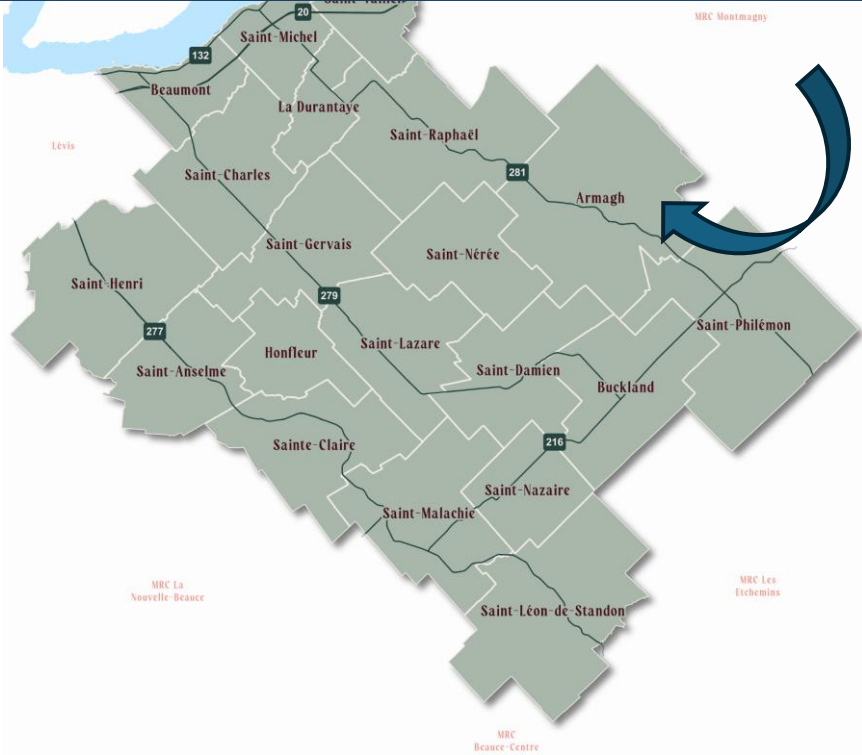 Saint-Vallier
20
MRC Montmagny
Saint-Michel
132
Beaumont
La Durantaye
Saint-Raphaël
Lévis
Saint-Charles
281
Armagh
Saint-Gervais
Saint-Nérée
Saint-Henri
279
277
Saint-Philémon
Saint-Lazare
Honfleur
Saint-Anselme
Saint-Damien
Buckland
Sainte-Claire
216
Saint-Nazaire
Saint-Malachie
MRC La
Nouvelle-Beauce
MRC Les
Etchemins
Saint-Léon-de-Standon
MRC
Beauce-Centre